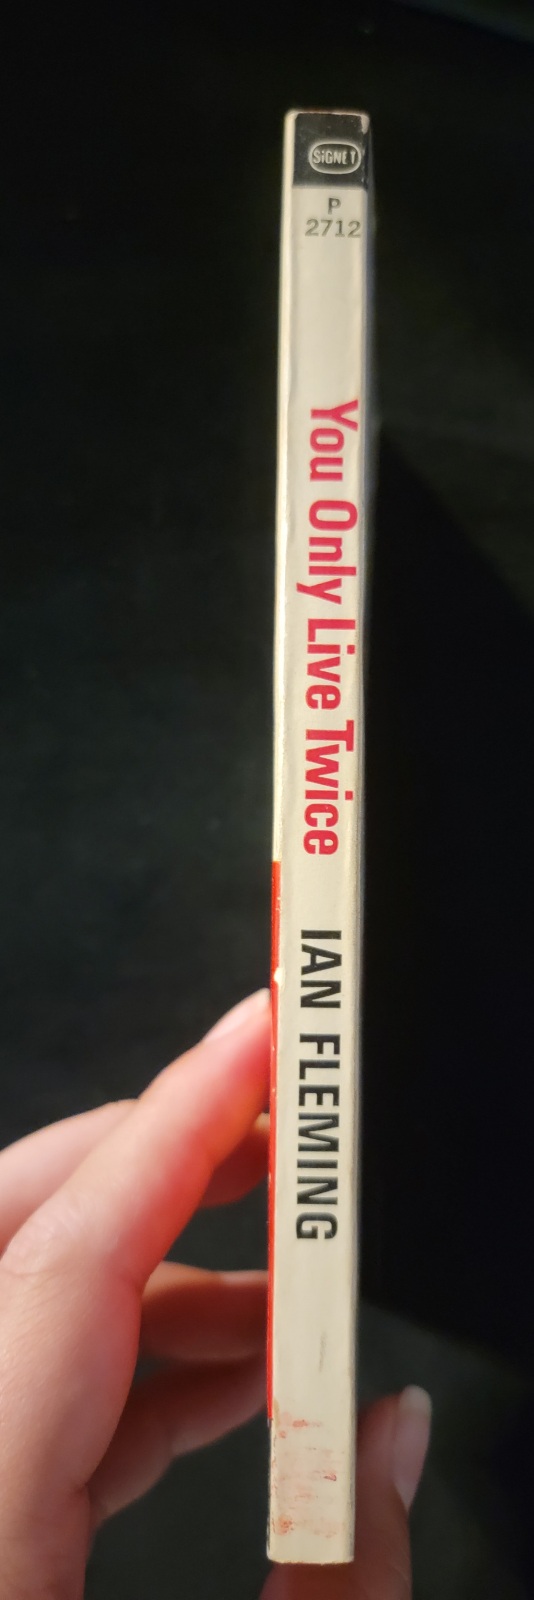 SIGNET
P
2712
You Only Live Twice IAN FLEMING